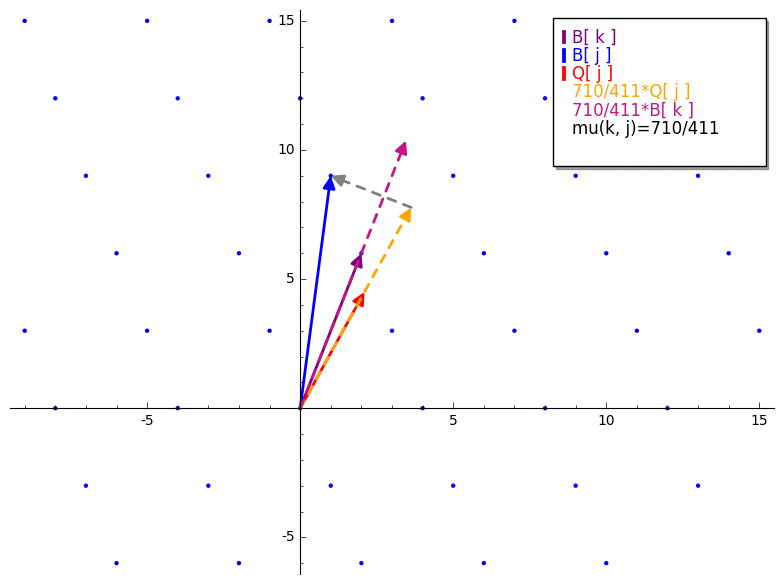 15
B[ k ]
B[ j ]
Q[ j ]
710/411*Q[ j ]
710/411*B[ k ]
mu(k, j)=710/411
10
5
-5 5 10 15
-5